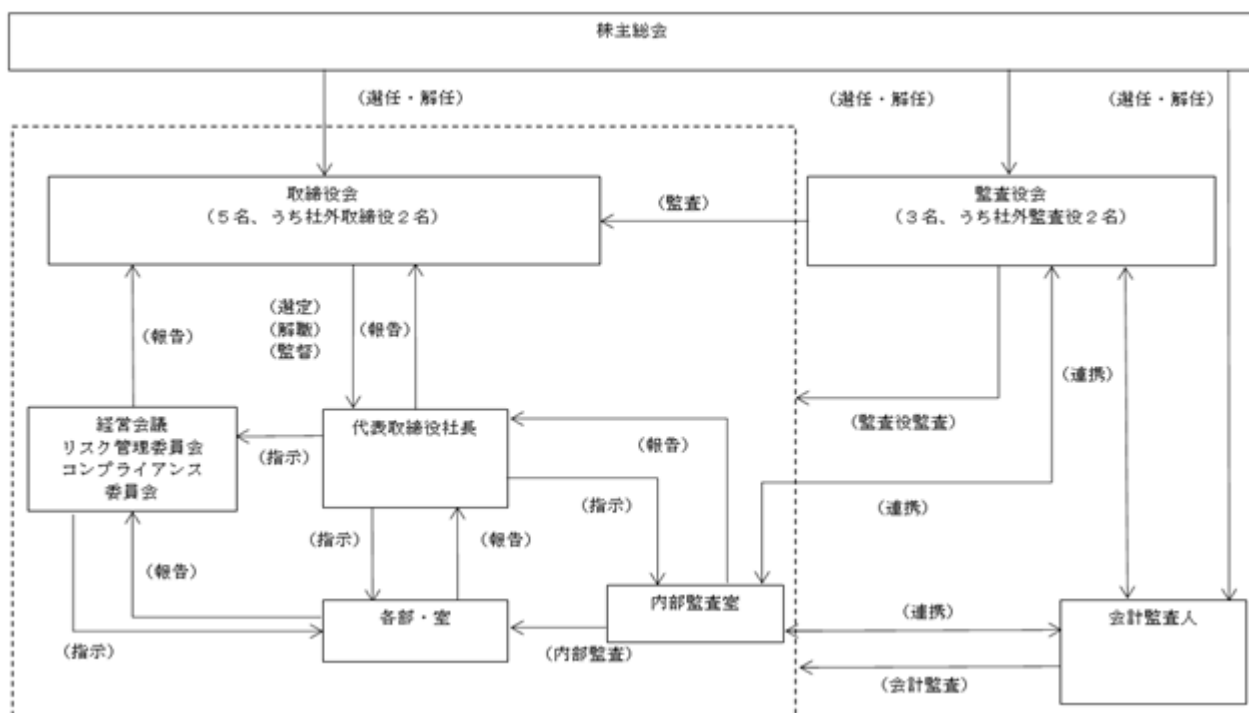 株主総会
(選任・解任)
(選任・解任)
(選任・解任)
取締役会
(5名、うち社外取締役2名)
(監査)
監査役会
(3名、うち社外監査役2名)
(報告)
(選定)
(解職)
(監督)
(報告)
(連携)
経営会議
リスク管理委員会
コンプライアンス
委員会
(指示)
代表取締役社長
(報告)
(監査役監査)
(指示)
(連携)
(指示)
(報告)
(報告)
各部・室
内部監査室
(連携)
会計監査人
(指示)
(内部監査)
(会計監査)